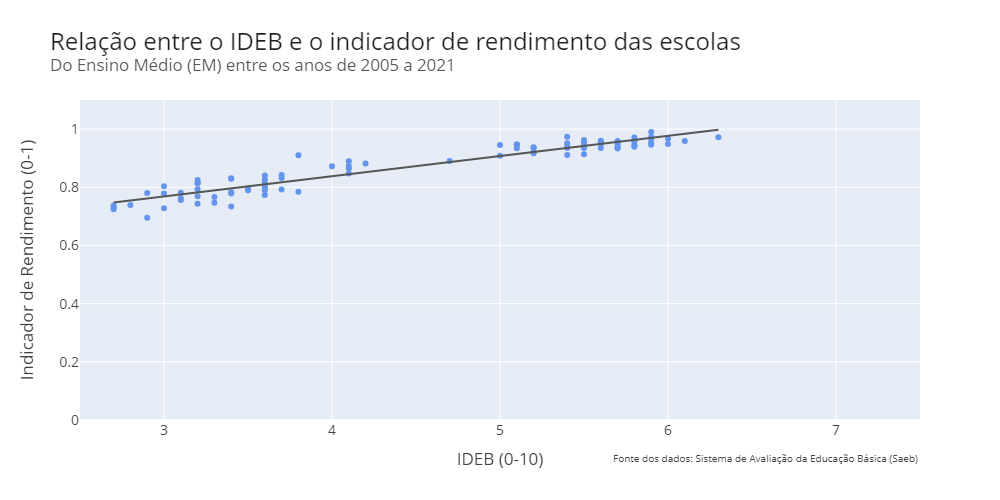 Relação entre o IDEB e o indicador de rendimento das escolas
Do Ensino Médio (EM) entre os anos de 2005 a 2021
Indicador de Rendimento (0-1)
1
0.8
0.6
0.4
0.2
0
3 4 5 6 7
IDEB (0-10)
Fonte dos dados: Sistema de Avaliação da Educação Básica (Saeb)